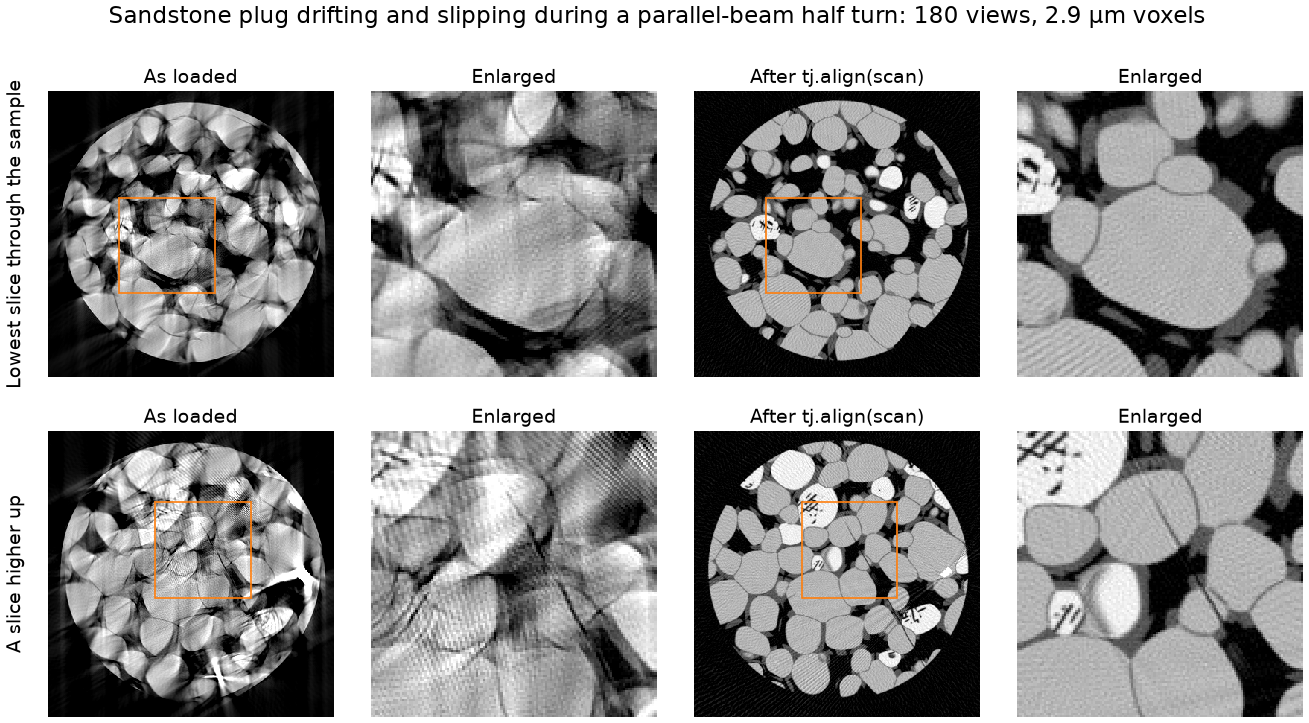 Sandstone plug drifting and slipping during a parallel-beam half turn: 180 views, 2.9 µm voxels
Lowest slice through the sample
As loaded
Enlarged
After tj.align(scan)
Enlarged
A slice higher up
As loaded
Enlarged
After tj.align(scan)
Enlarged